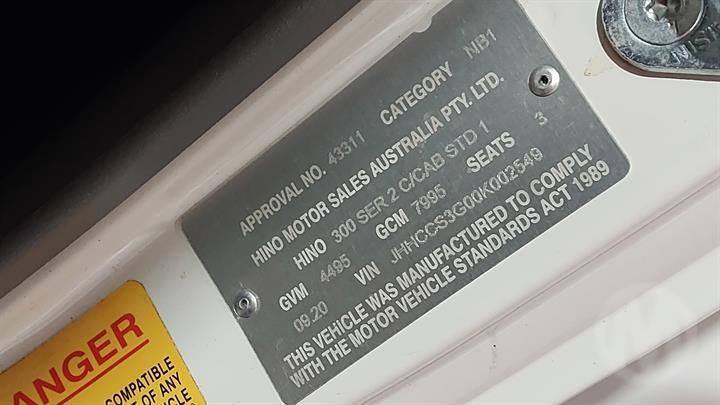 APPROVAL NO. 43311 CATEGORY NB1
HINO MOTOR SALES AUSTRALIA PTY. LTD.
HINO 300 SER 2 C/CAB STD 1
GVM 4495 GCM 7995 SEATS 3
09.20 VIN JHHCCS3G00K002549
THIS VEHICLE WAS MANUFACTURED TO COMPLY
WITH THE MOTOR VEHICLE STANDARDS ACT 1989
ANGER
COMPATIBLE
T OF ANY